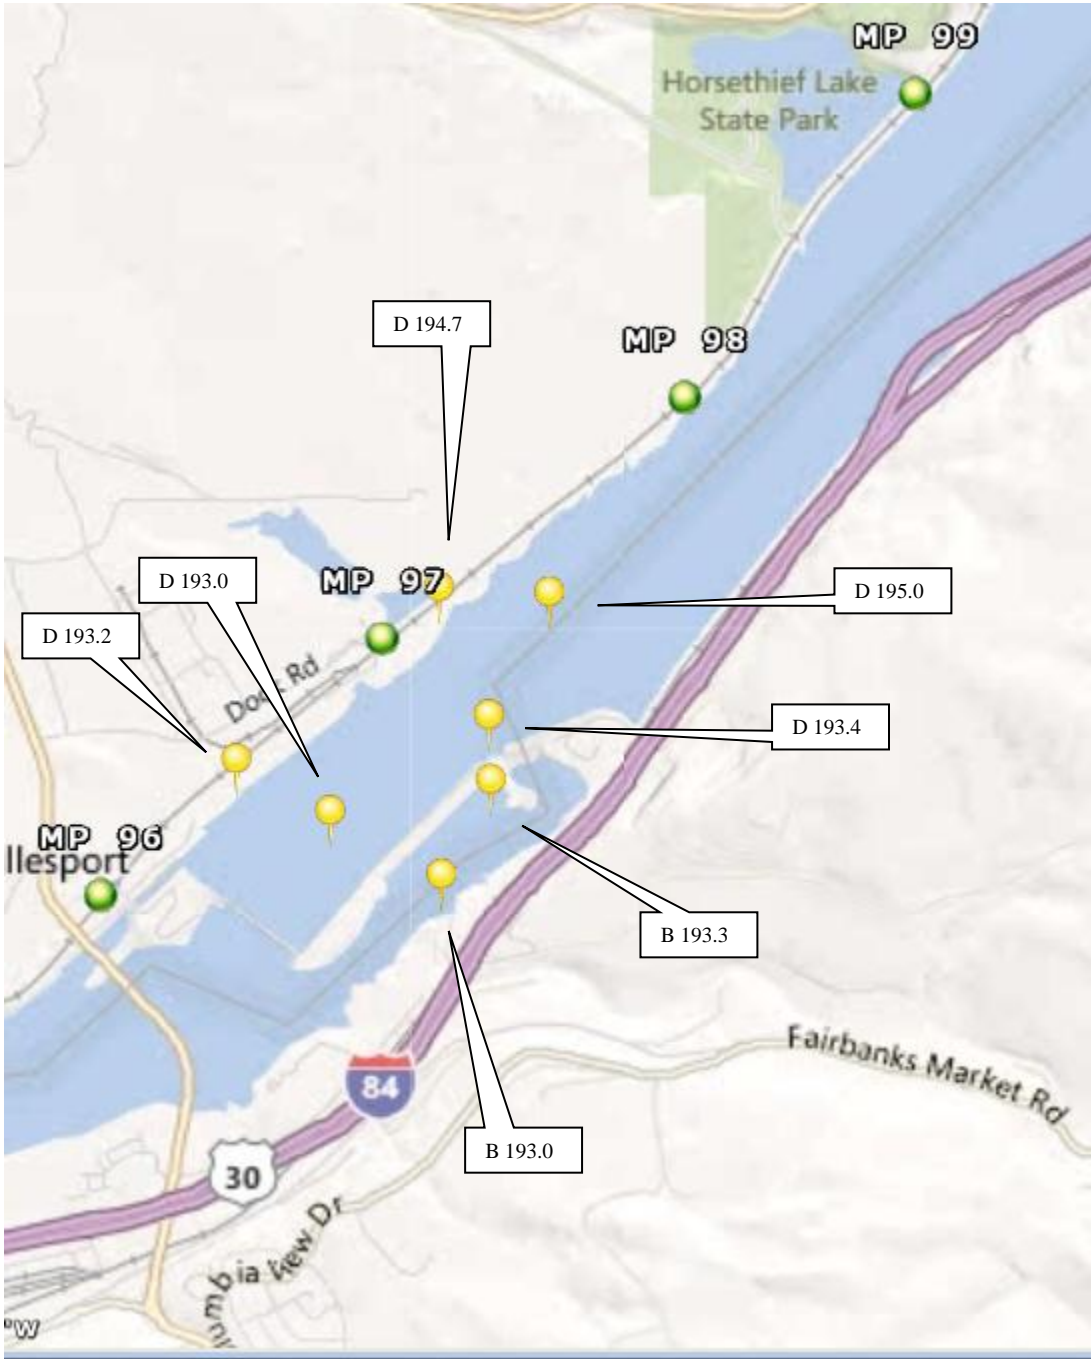 MP 99
Horsethief Lake
State Park
D 194.7
MP 98
D 193.0
MP 97
D 195.0
D 193.2
Dock Rd
D 193.4
MP 96
llesport
B 193.3
Fairbanks Market Rd
84
B 193.0
30
lumbia View Dr
w